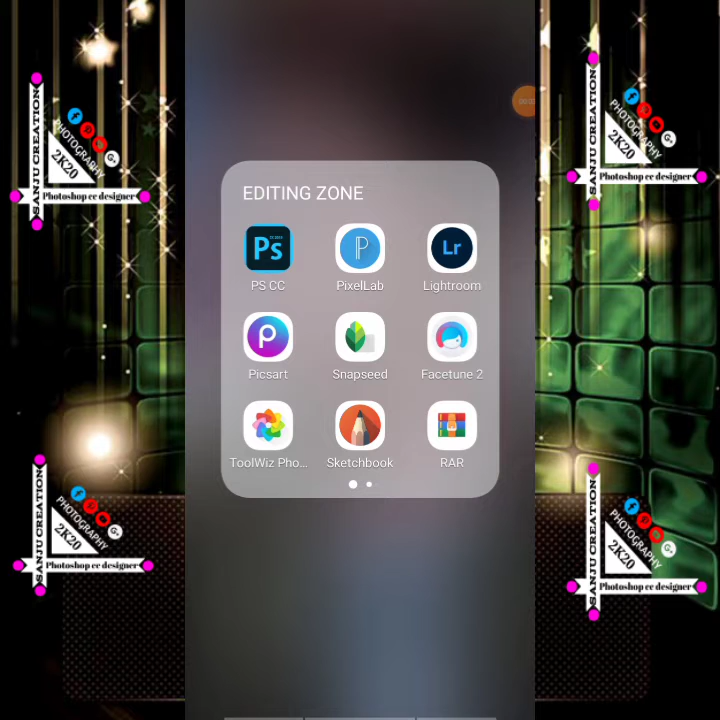 EDITING ZONE
Ps
PS CC
PixelLab
Lr
Lightroom
Picsart
Snapseed
Facetune 2
ToolWiz Pho...
Sketchbook
RAR
SANJU CREATION
PHOTOGRAPHY
2K20
Photoshop cc designer
SANJU CREATION
PHOTOGRAPHY
2K20
Photoshop cc designer
SANJU CREATION
PHOTOGRAPHY
2K20
Photoshop cc designer
SANJU CREATION
PHOTOGRAPHY
2K20
Photoshop cc designer